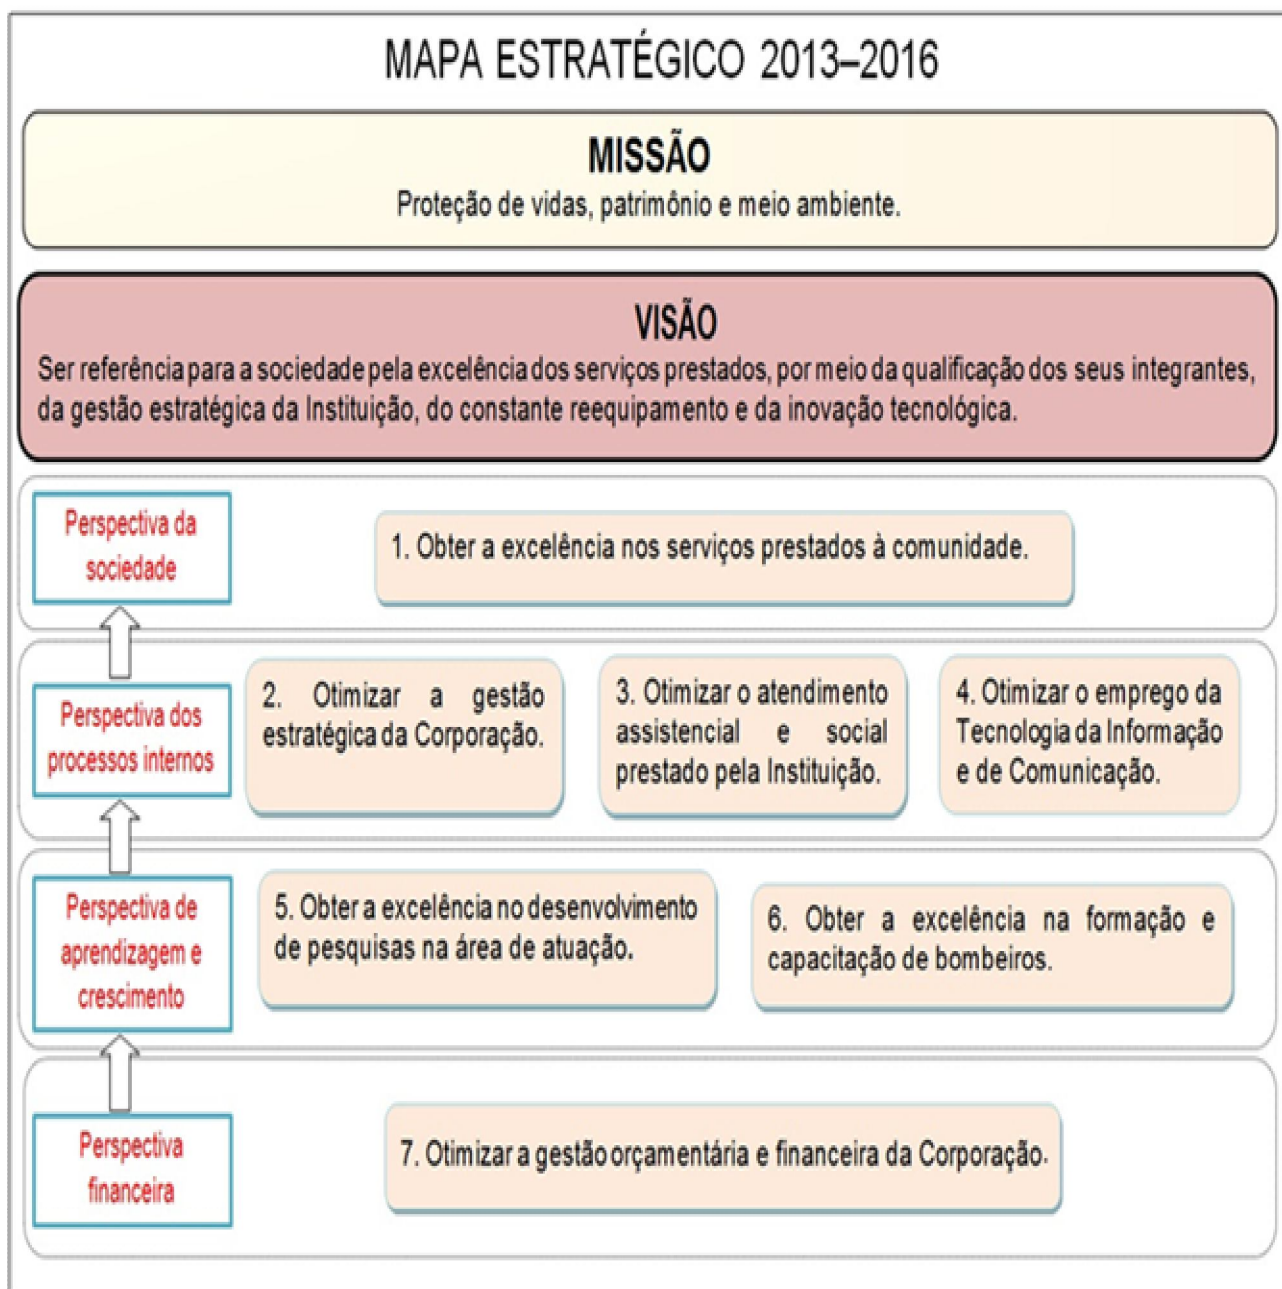 MAPA ESTRATÉGICO 2013–2016
MISSÃO
Proteção de vidas, patrimônio e meio ambiente.
VISÃO
Ser referência para a sociedade pela excelência dos serviços prestados, por meio da qualificação dos seus integrantes,
da gestão estratégica da Instituição, do constante reequipamento e da inovação tecnológica.
Perspectiva da
sociedade
1. Obter a excelência nos serviços prestados à comunidade.
Perspectiva dos
processos internos
2. Otimizar a gestão
estratégica da Corporação.
3. Otimizar o atendimento
assistencial e social
prestado pela Instituição.
4. Otimizar o emprego da
Tecnologia da Informação
e de Comunicação.
Perspectiva de
aprendizagem e
crescimento
5. Obter a excelência no desenvolvimento
de pesquisas na área de atuação.
6. Obter a excelência na formação e
capacitação de bombeiros.
Perspectiva
financeira
7. Otimizar a gestão orçamentária e financeira da Corporação.